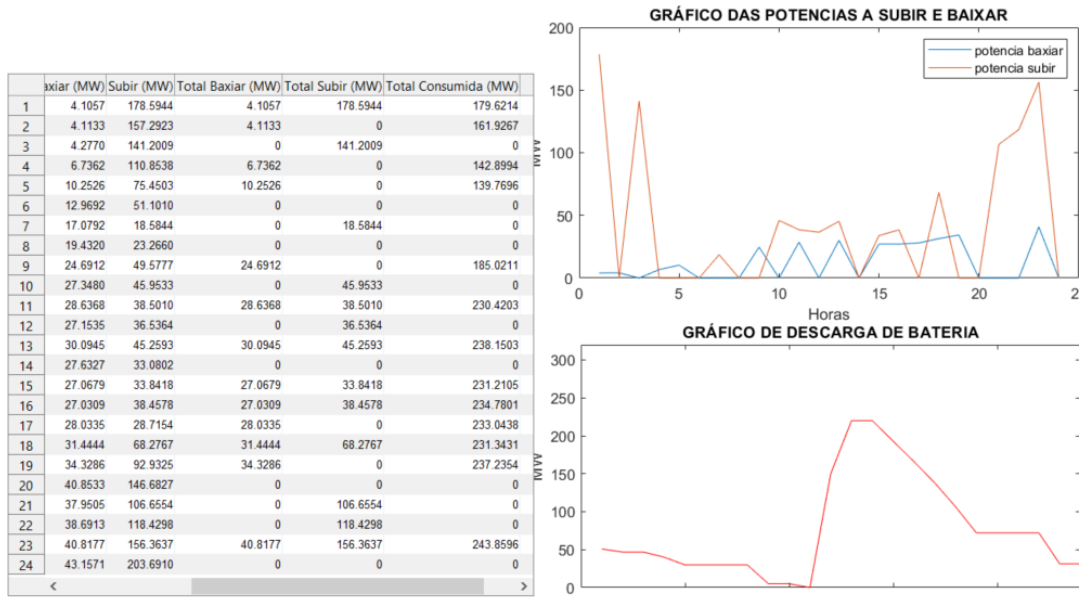 xiar (MW) Subir (MW) Total Baxiar (MW) Total Subir (MW) Total Consumida (MW)
1 4.1057 178.5944 4.1057 178.5944 179.6214
2 4.1133 157.2923 4.1133 0 161.9267
3 4.2770 141.2009 0 141.2009 0
4 6.7362 110.8538 6.7362 0 142.8994
5 10.2526 75.4503 10.2526 0 139.7696
6 12.9692 51.1010 0 0 0
7 17.0792 18.5844 0 18.5844 0
8 19.4320 23.2660 0 0 0
9 24.6912 49.5777 24.6912 0 185.0211
10 27.3480 45.9533 0 45.9533 0
11 28.6368 38.5010 28.6368 38.5010 230.4203
12 27.1535 36.5364 0 36.5364 0
13 30.0945 45.2593 30.0945 45.2593 238.1503
14 27.6327 33.0802 0 0 0
15 27.0679 33.8418 27.0679 33.8418 231.2105
16 27.0309 38.4578 27.0309 38.4578 234.7801
17 28.0335 28.7154 28.0335 0 233.0438
18 31.4444 68.2767 31.4444 68.2767 231.3431
19 34.3286 92.9325 34.3286 0 237.2354
20 40.8533 146.6827 0 0 0
21 37.9505 106.6554 0 106.6554 0
22 38.6913 118.4298 0 118.4298 0
23 40.8177 156.3637 40.8177 156.3637 243.8596
24 43.1571 203.6910 0 0 0
GRÁFICO DAS POTENCIAS A SUBIR E BAIXAR
potencia baxiar
potencia subir
200
150
100
50
0
MW
0 5 10 15 20 2
Horas
GRÁFICO DE DESCARGA DE BATERIA
300
250
200
150
100
50
0
MW